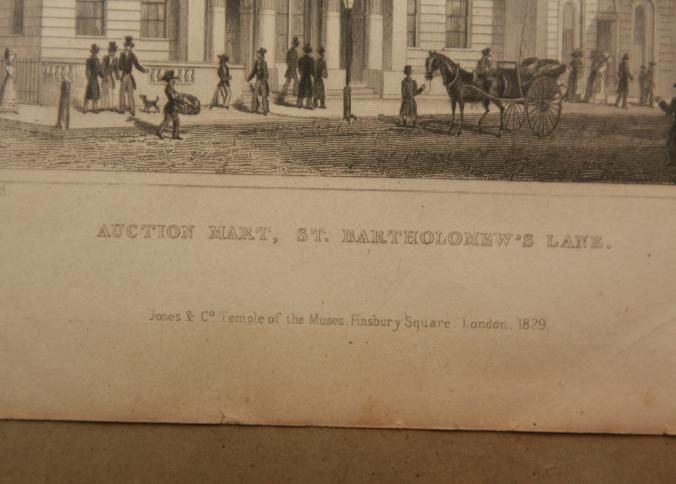 AUCTION MART, ST. BARTHOLOMEW'S LANE.
Jones & Co. Temple of the Muses, Finsbury Square, London, 1829.